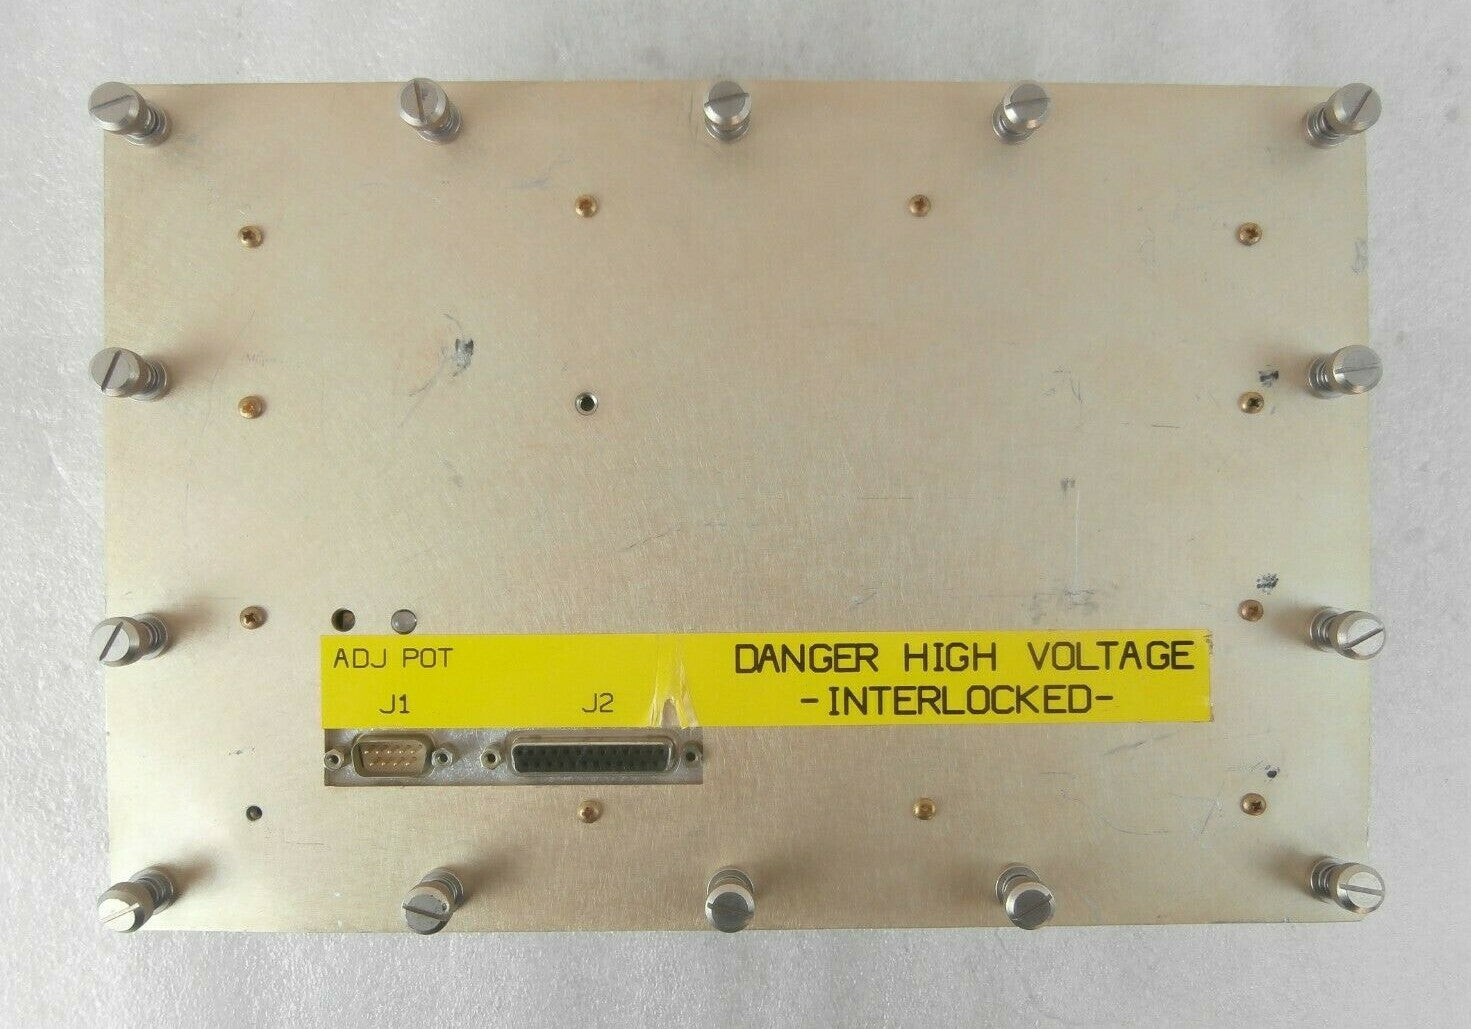 ADJ POT
J1
J2
DANGER HIGH VOLTAGE
-INTERLOCKED-